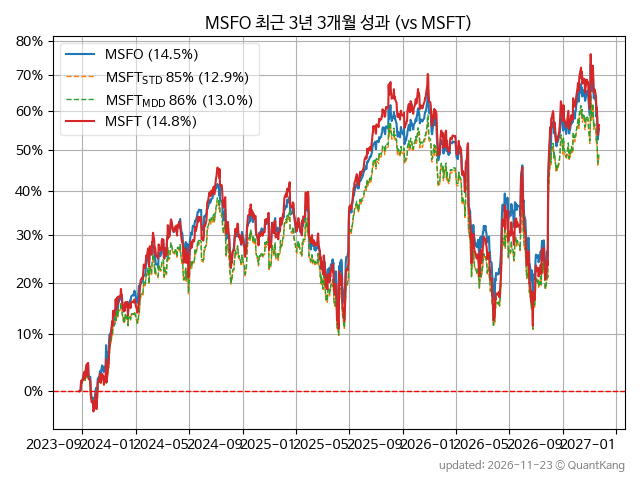 MSFO 최근 3년 3개월 성과 (vs MSFT)
80%
70%
60%
50%
40%
30%
20%
10%
0%
MSFO (14.5%)
MSFT_STD 85% (12.9%)
MSFT_MDD 86% (13.0%)
MSFT (14.8%)
2023-09 2024-01 2024-05 2024-09 2025-01 2025-05 2025-09 2026-01 2026-05 2026-09 2027-01
updated: 2026-11-23 © QuantKang